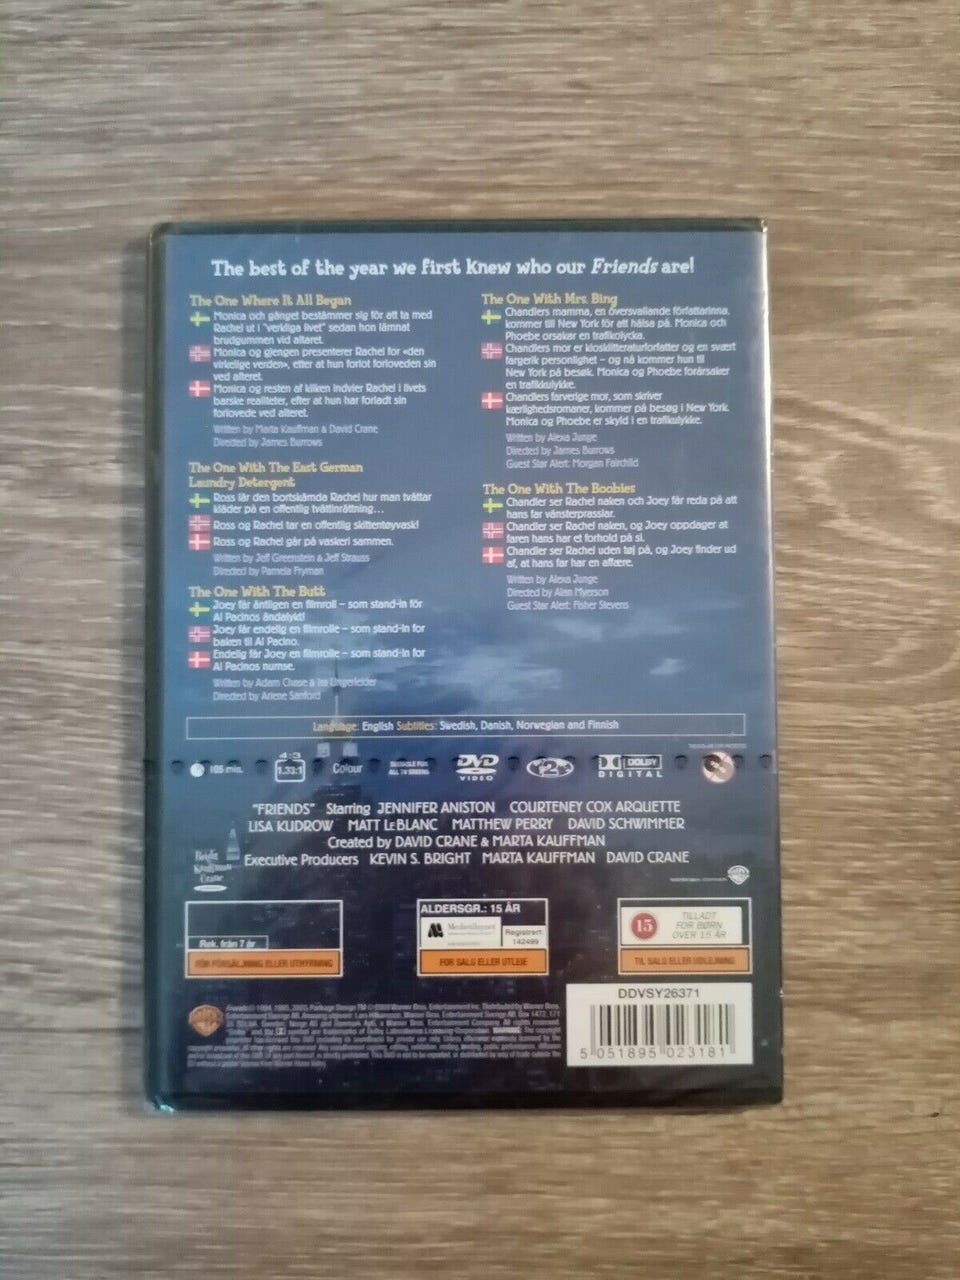 The best of the year we first knew who our Friends are!
The One Where It All Began
Monica och gänget bestämmer sig för att ta med
Rachel ut i "verkliga livet" sedan hon lämnat
brudgummen vid altaret.
Monica og gjengen presenterer Rachel for «den
virkelige verden», etter at hun forlot forloveden sin
ved alteret.
Monica og resten af kliken indvier Rachel i livets
barske realiteter, efter at hun har forladt sin
forlovede ved alteret.
Written by Marta Kauffman & David Crane
Directed by James Burrows
The One With The East German
Laundry Detergent
Ross lär den bortskämda Rachel hur man tvättar
kläder på en offentlig tvättinrättning...
Ross og Rachel tar en offentlig skittentøyvask!
Ross og Rachel går på vaskeri sammen.
Written by Jeff Greenstein & Jeff Strauss
Directed by Pamela Fryman
The One With The Butt
Joey får äntligen en filmroll – som stand-in för
Al Pacinos ändalykt!
Joey får endelig en filmrolle – som stand-in for
baken til Al Pacino.
Endelig får Joey en filmrolle – som stand-in for
Al Pacinos numse.
Written by Adam Chase & Ira Ungerleider
Directed by Arlene Sanford
The One With Mrs. Bing
Chandlers mamma, en översvallande författarinna,
kommer till New York för att hälsa på. Monica och
Phoebe orsakar en trafikolycka.
Chandlers mor er kiosklitteraturforfatter og en svært
fargerik personlighet – og nå kommer hun til
New York på besøk. Monica og Phoebe forårsaker
en trafikkulykke.
Chandlers farverige mor, som skriver
kærlighedsromaner, kommer på besøg i New York.
Monica og Phoebe er skyld i en trafikulykke.
Written by Alexa Junge
Directed by James Burrows
Guest Star Alert: Morgan Fairchild
The One With The Boobies
Chandler ser Rachel naken och Joey får reda på att
hans far vänsterprasslar.
Chandler ser Rachel naken, og Joey oppdager at
faren hans har et forhold på si.
Chandler ser Rachel uden tøj på, og Joey finder ud
af, at hans far har en affære.
Written by Alexa Junge
Directed by Alan Myerson
Guest Star Alert: Fisher Stevens
Language: English Subtitles: Swedish, Danish, Norwegian and Finnish
105 min.
4:3
1.33:1
Colour
SUITABLE FOR
ALL TV SCREENS
DVD
VIDEO
2
DOLBY
DIGITAL
"FRIENDS" Starring JENNIFER ANISTON COURTENEY COX ARQUETTE
LISA KUDROW MATT LeBLANC MATTHEW PERRY DAVID SCHWIMMER
Created by DAVID CRANE & MARTA KAUFFMAN
Executive Producers KEVIN S. BRIGHT MARTA KAUFFMAN DAVID CRANE
Bright
Kauffman
Crane
Rek. från 7 år
FÖR FÖRSÄLJNING ELLER UTHYRNING
ALDERSGR.: 15 ÅR
Medietilsynet
Registrert
142499
FOR SALG ELLER UTLEIE
15
TILLADT
FOR BØRN
OVER 15 ÅR
TIL SALG ELLER UDLEJNING
DDVSY26371
5 051895 023181